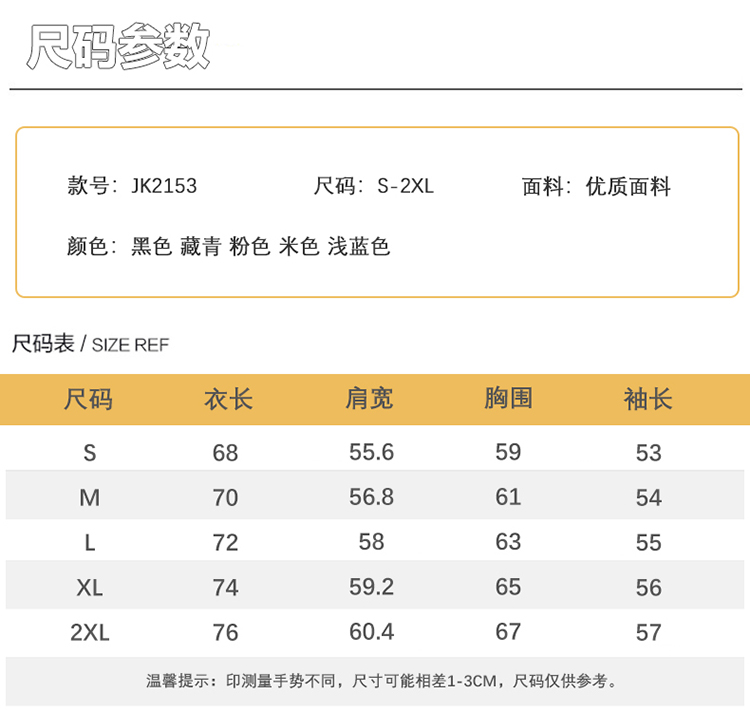 尺码参数
款号：JK2153 尺码：S-2XL 面料：优质面料
颜色：黑色 藏青 粉色 米色 浅蓝色
尺码表 / SIZE REF
尺码 衣长 肩宽 胸围 袖长
S 68 55.6 59 53
M 70 56.8 61 54
L 72 58 63 55
XL 74 59.2 65 56
2XL 76 60.4 67 57
温馨提示：印测量手势不同，尺寸可能相差1-3CM，尺码仅供参考。